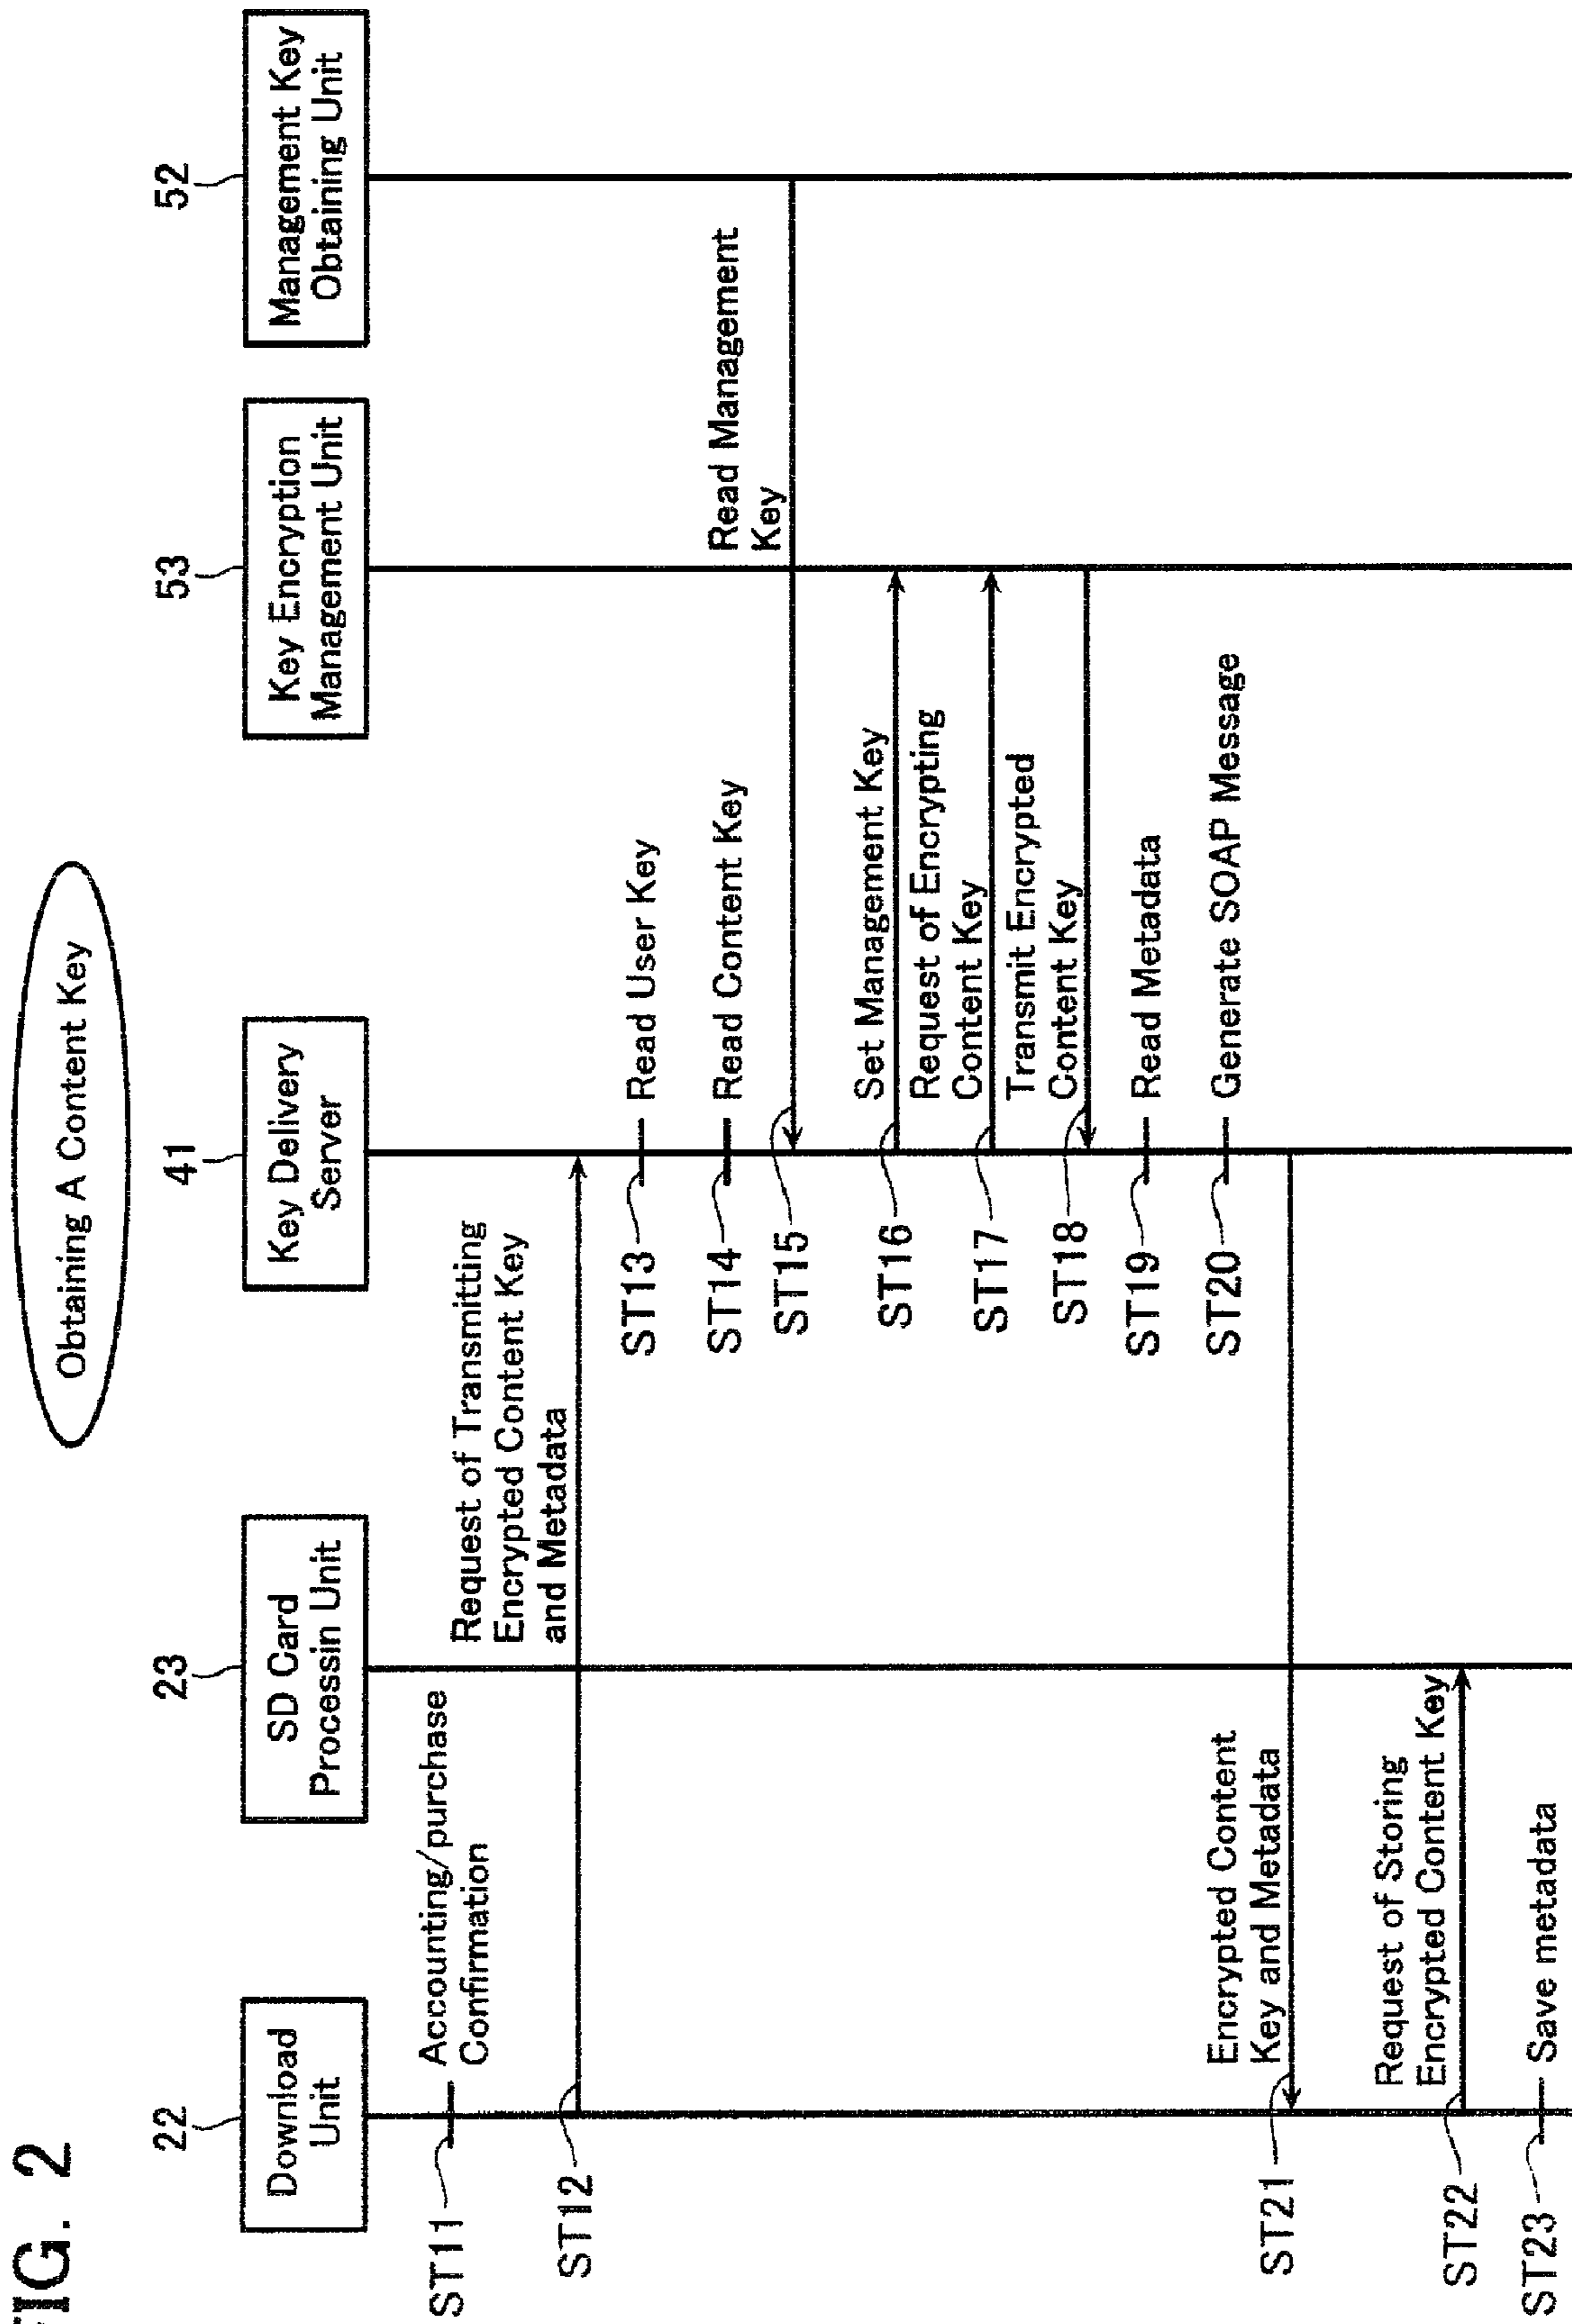 FIG. 2
Obtaining A Content Key
22
23
41
53
52
Download
Unit
SD Card
Processin Unit
Key Delivery
Server
Key Encryption
Management Unit
Management Key
Obtaining Unit
ST11
Accounting/purchase
Confirmation
ST12
Request of Transmitting
Encrypted Content Key
and Metadata
ST13
Read User Key
ST14
Read Content Key
ST15
Read Management
Key
ST16
Set Management Key
ST17
Request of Encrypting
Content Key
ST18
Transmit Encrypted
Content Key
ST19
Read Metadata
ST20
Generate SOAP Message
ST21
Encrypted Content
Key and Metadata
ST22
Request of Storing
Encrypted Content Key
ST23
Save metadata